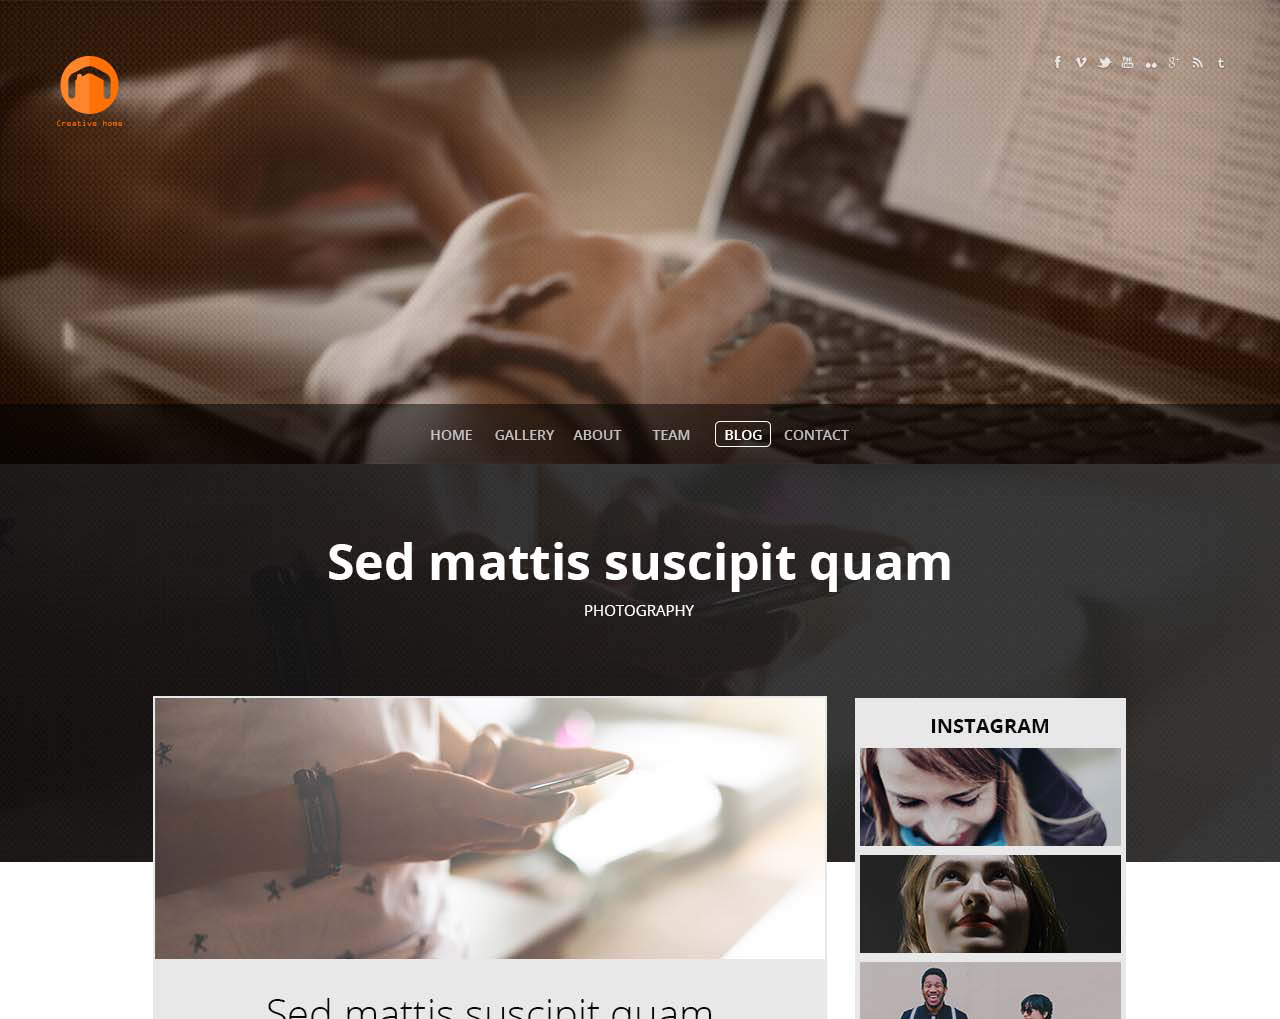 Creative home
HOME GALLERY ABOUT TEAM BLOG CONTACT
Sed mattis suscipit quam
PHOTOGRAPHY
INSTAGRAM
Sed mattis suscipit quam